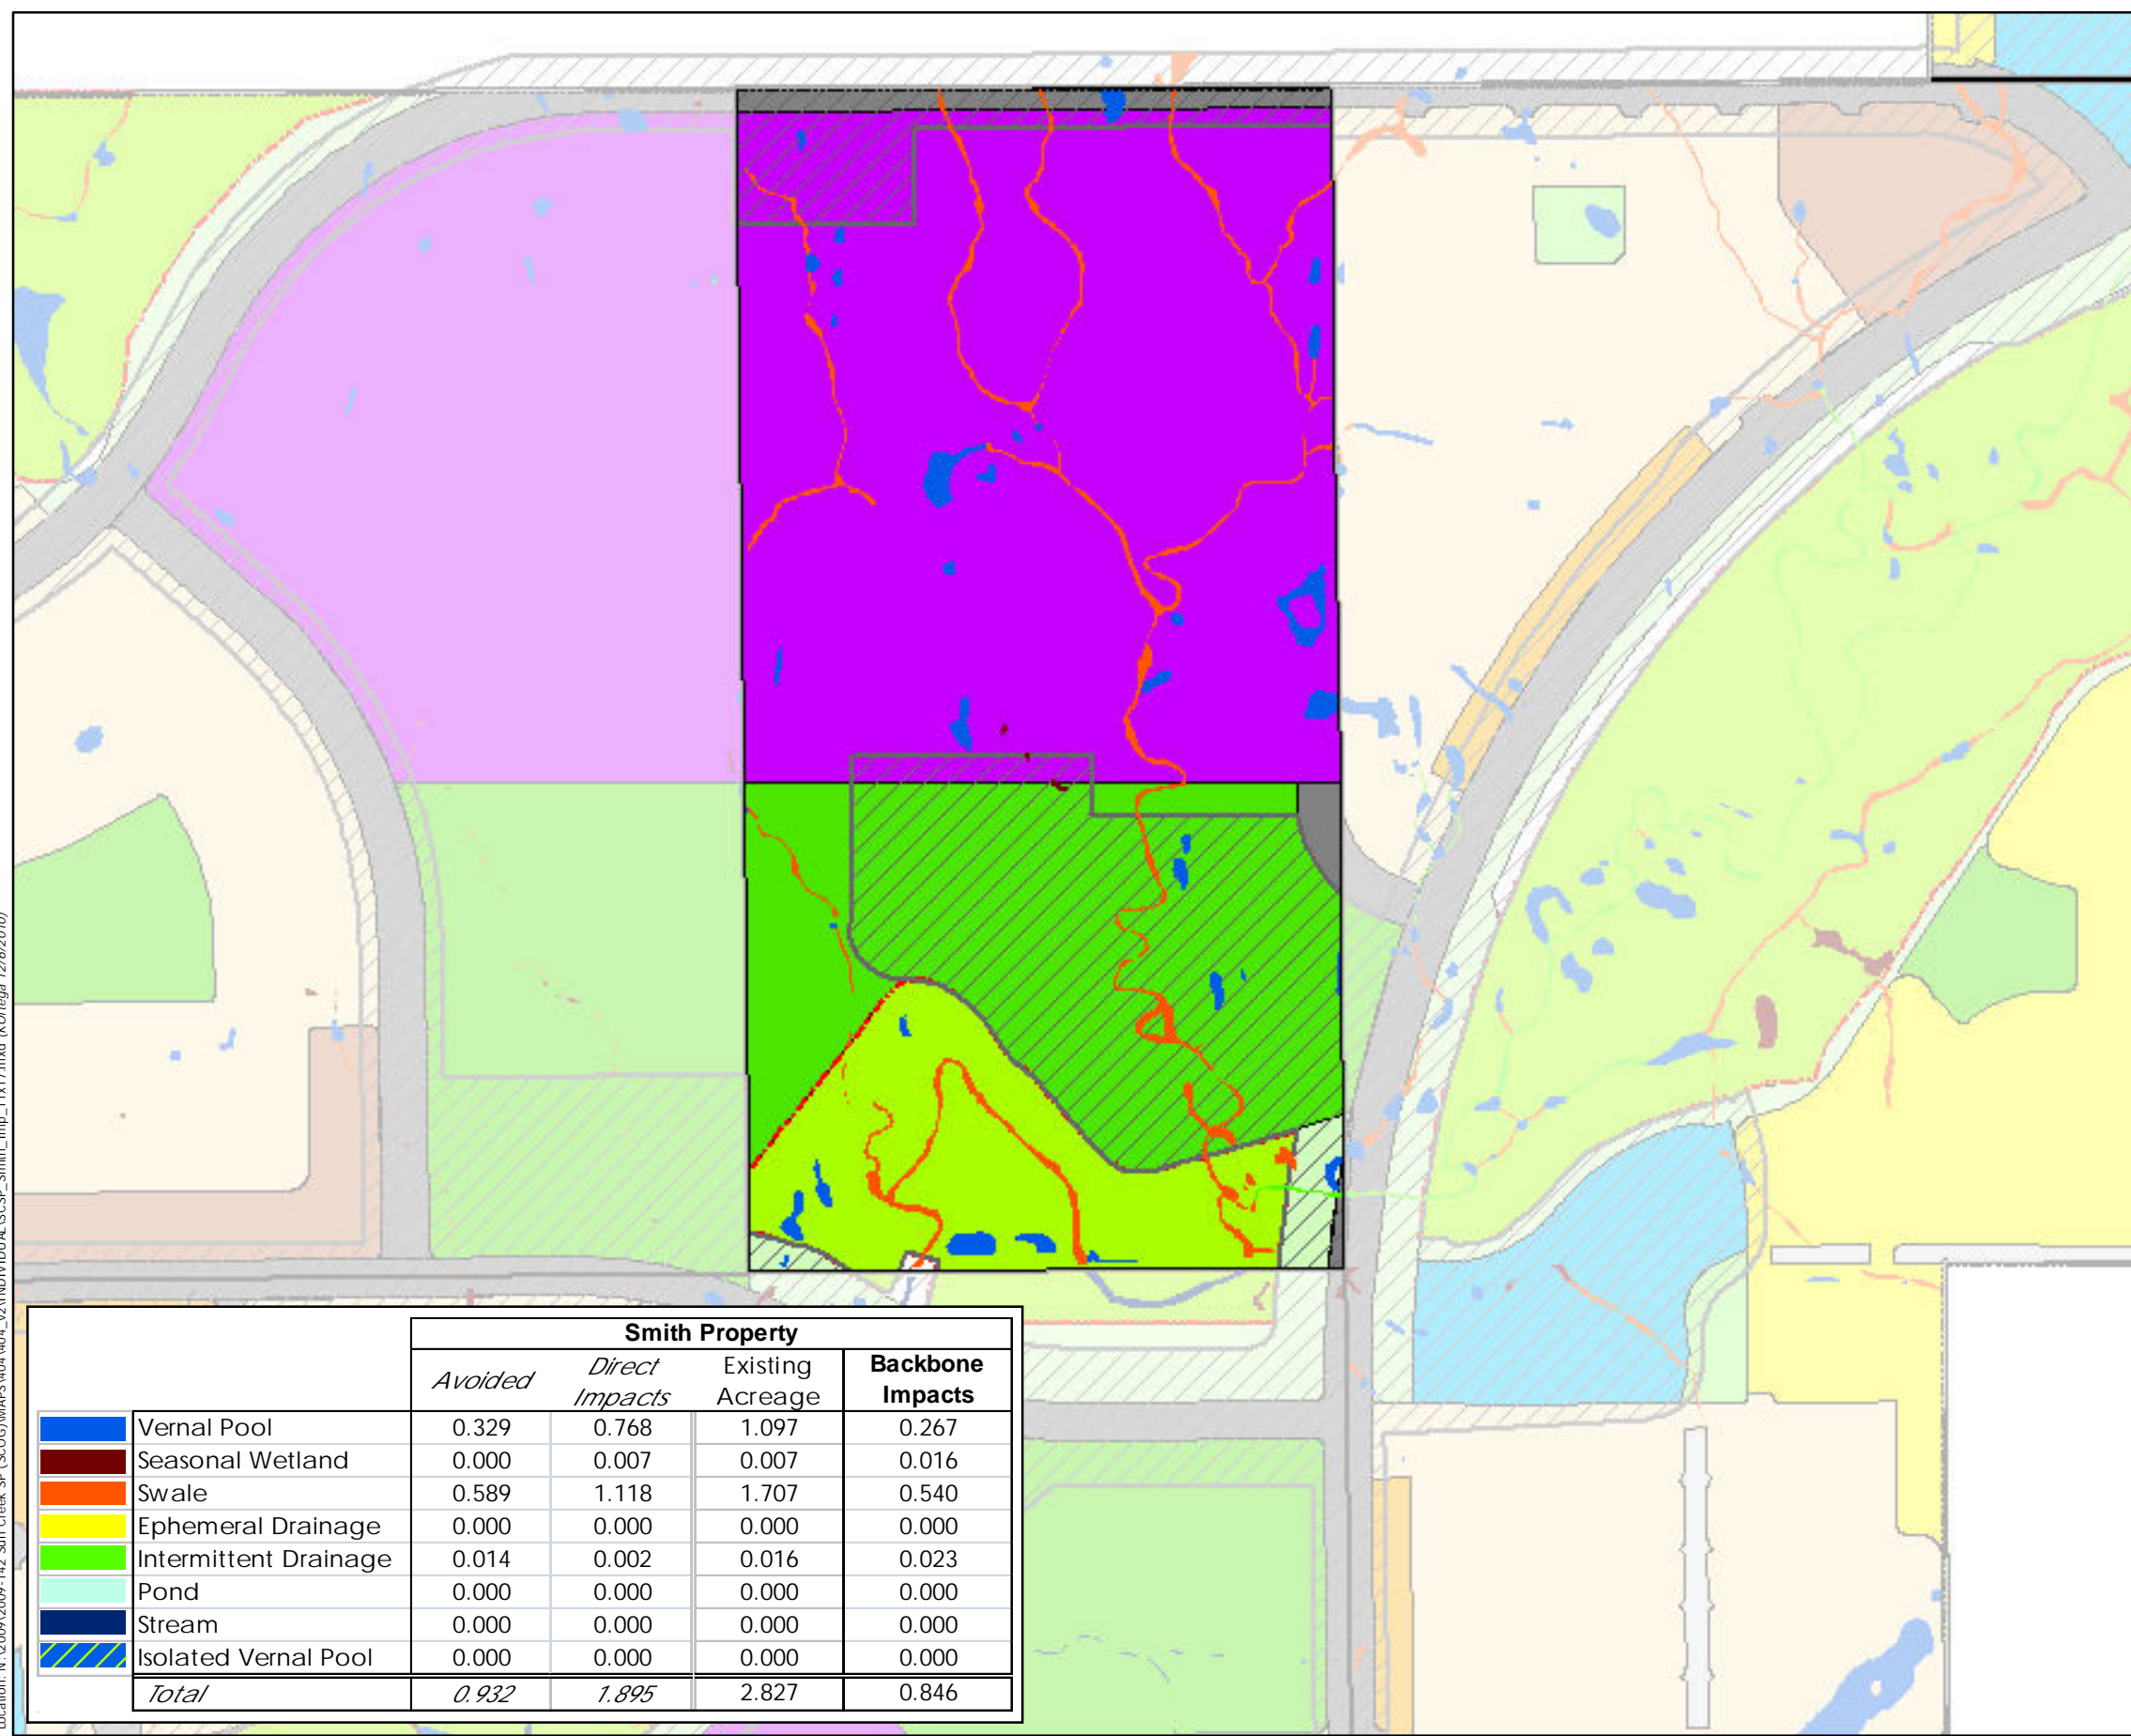 Smith Property
Avoided Direct Impacts Existing Acreage Backbone Impacts
Vernal Pool 0.329 0.768 1.097 0.267
Seasonal Wetland 0.000 0.007 0.007 0.016
Swale 0.589 1.118 1.707 0.540
Ephemeral Drainage 0.000 0.000 0.000 0.000
Intermittent Drainage 0.014 0.002 0.016 0.023
Pond 0.000 0.000 0.000 0.000
Stream 0.000 0.000 0.000 0.000
Isolated Vernal Pool 0.000 0.000 0.000 0.000
Total 0.932 1.895 2.827 0.846